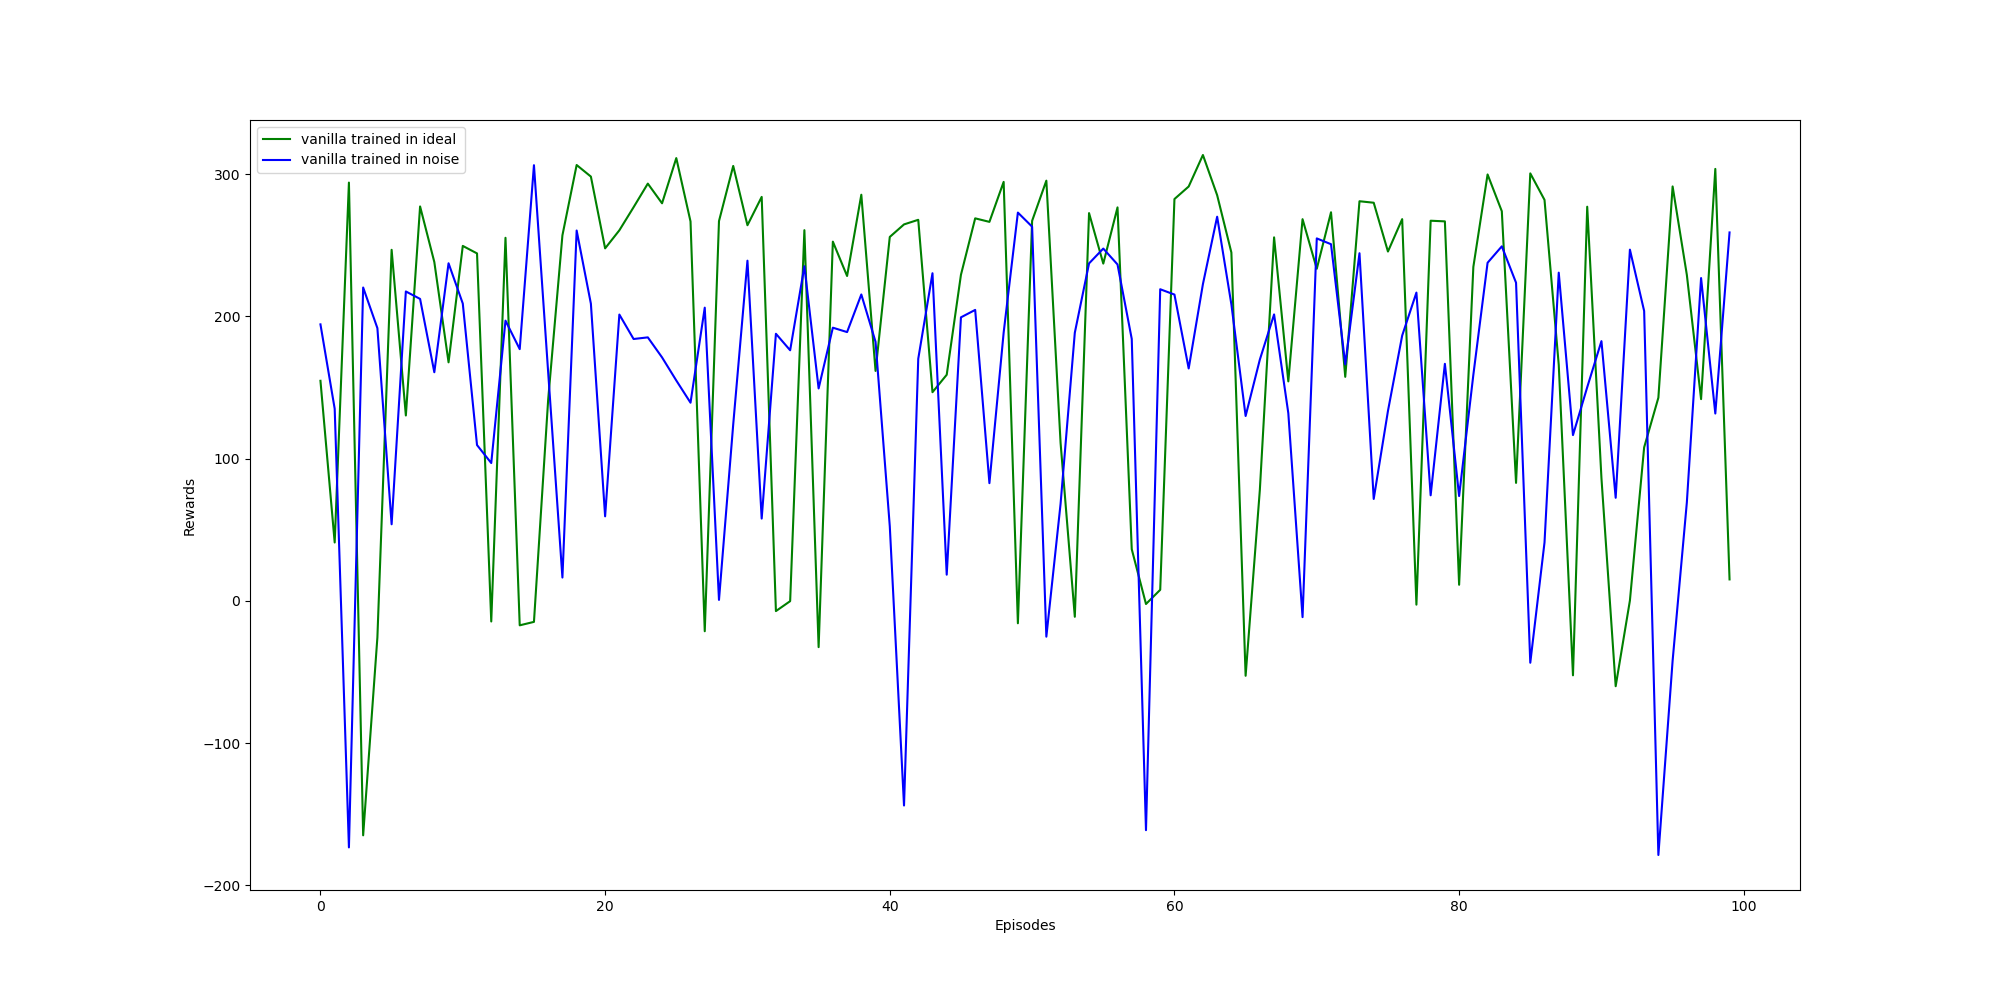 vanilla trained in ideal
vanilla trained in noise
300
200
100
0
−100
−200
Rewards
0 20 40 60 80 100
Episodes